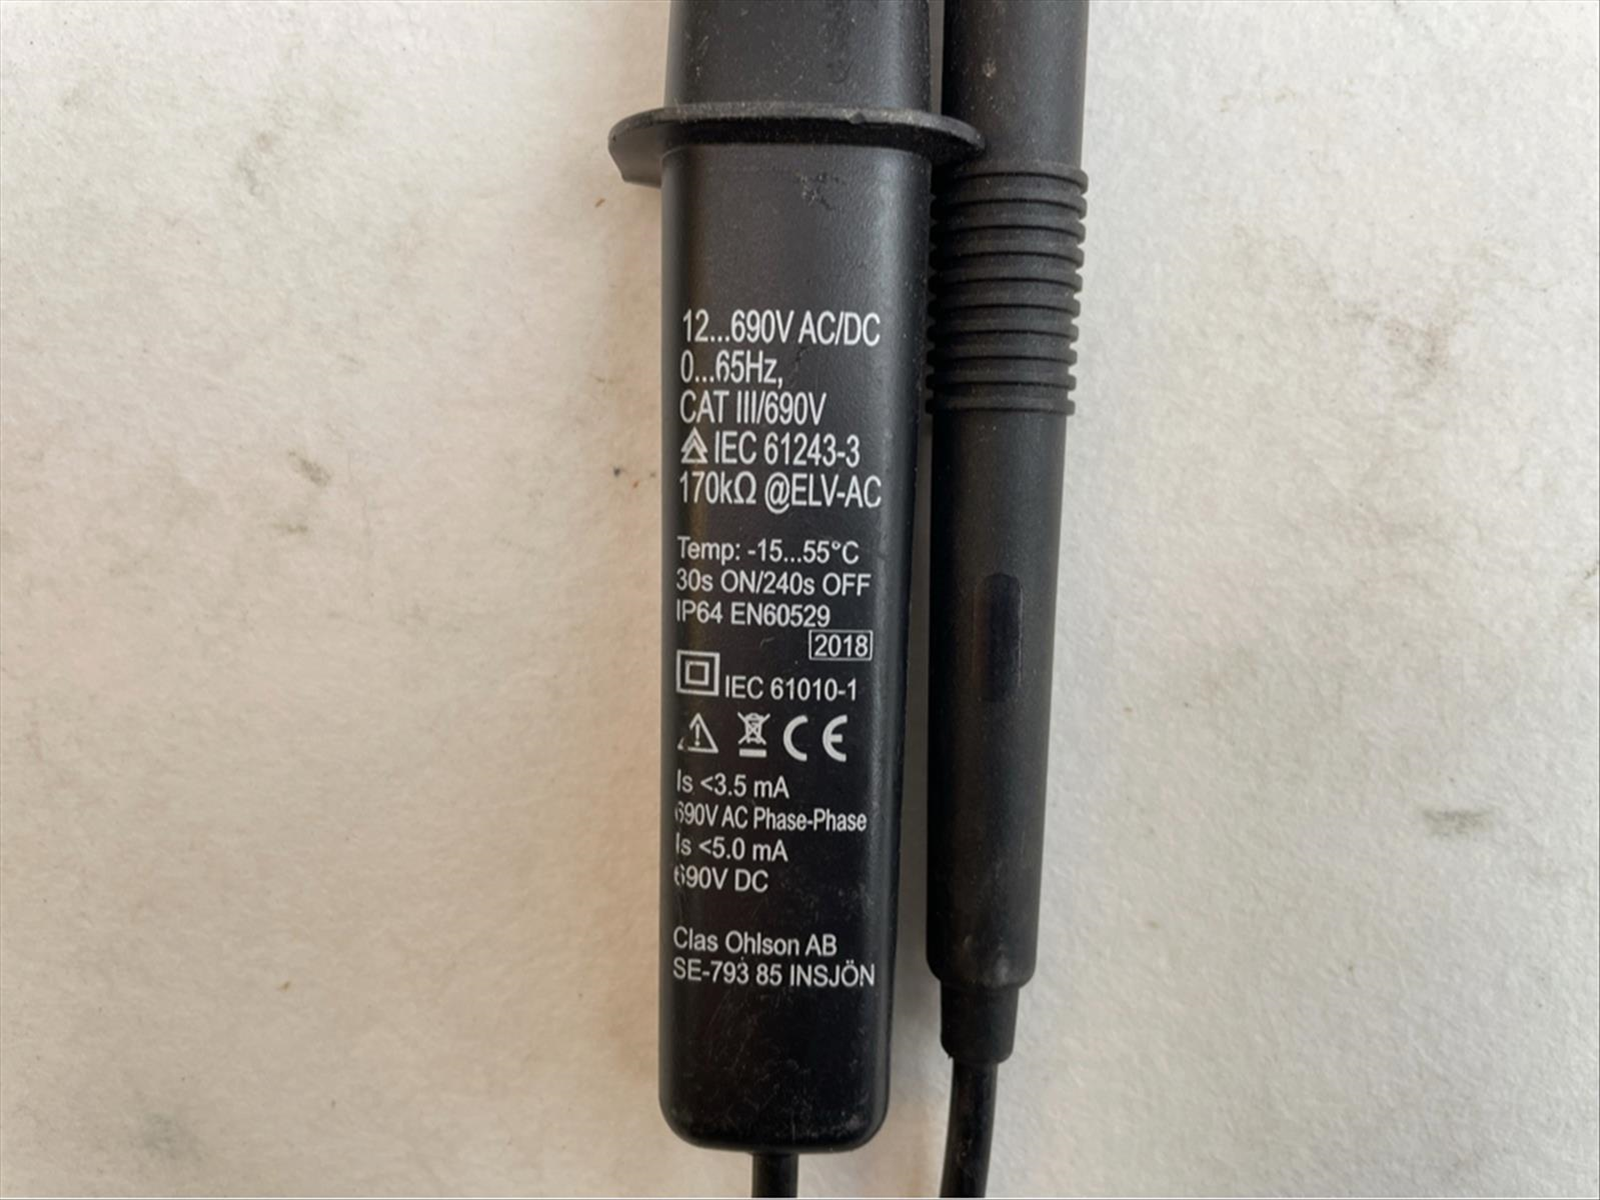 12...690V AC/DC
0...65Hz,
CAT III/690V
IEC 61243-3
170kΩ @ELV-AC
Temp: -15...55°C
30s ON/240s OFF
IP64 EN60529
2018
IEC 61010-1
CE
Is <3.5 mA
690V AC Phase-Phase
Is <5.0 mA
690V DC
Clas Ohlson AB
SE-793 85 INSJÖN